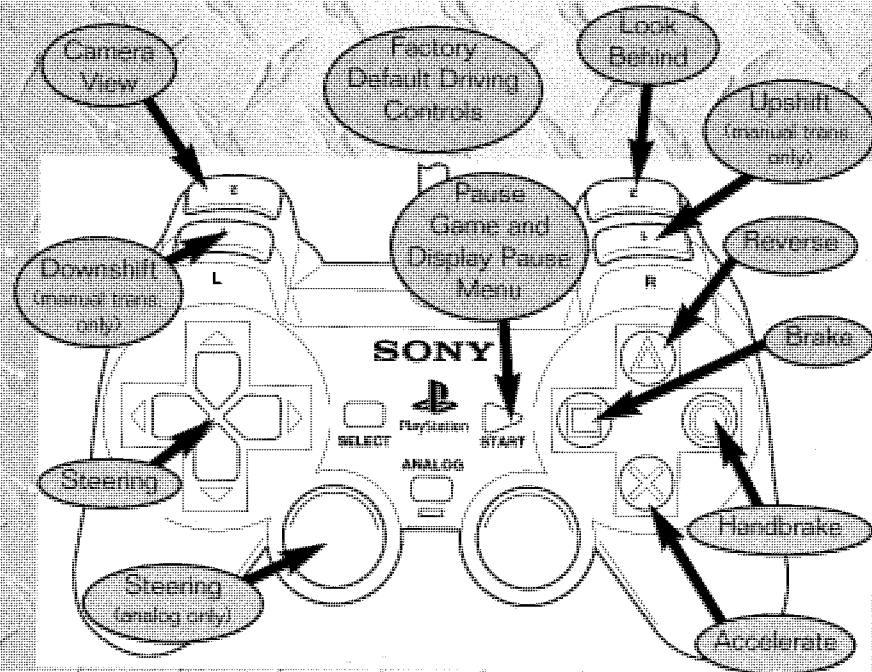 Camera
View
Factory
Default Driving
Controls
Look
Behind
Upshift
(manual trans.
only)
Pause
Game and
Display Pause
Menu
Reverse
Downshift
(manual trans.
only)
L
R
Brake
SONY
PlayStation
SELECT
START
ANALOG
Steering
Handbrake
Steering
(analog only)
Accelerate